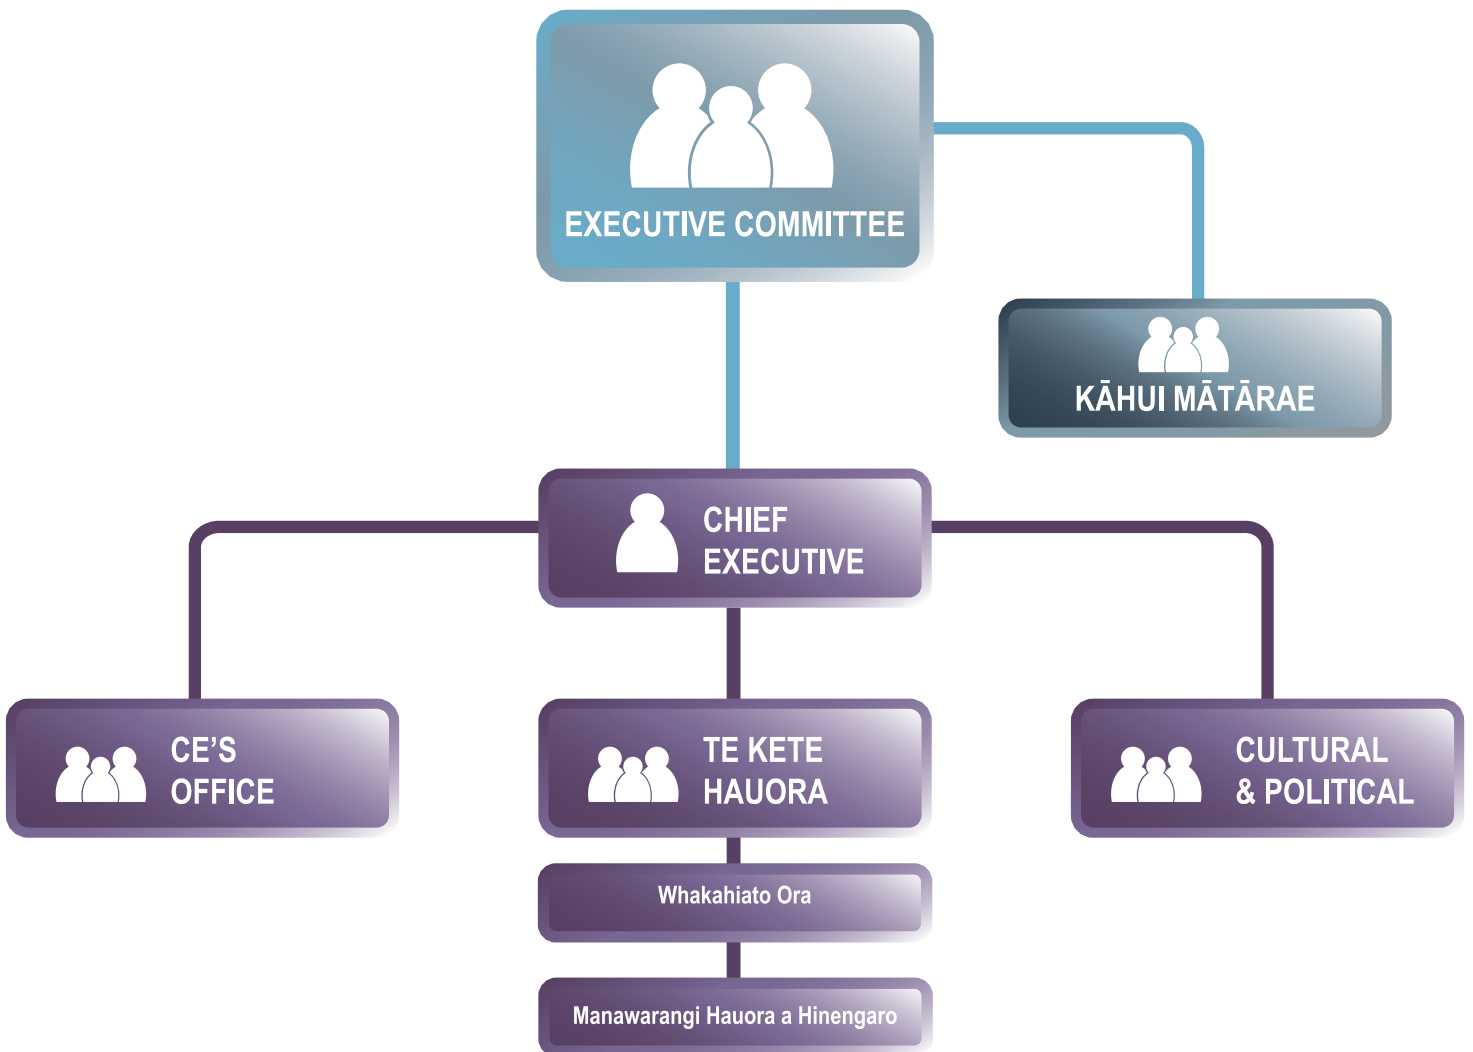 EXECUTIVE COMMITTEE
KĀHUI MĀTĀRAE
CHIEF
EXECUTIVE
CE'S
OFFICE
TE KETE
HAUORA
CULTURAL
& POLITICAL
Whakahiato Ora
Manawarangi Hauora a Hinengaro